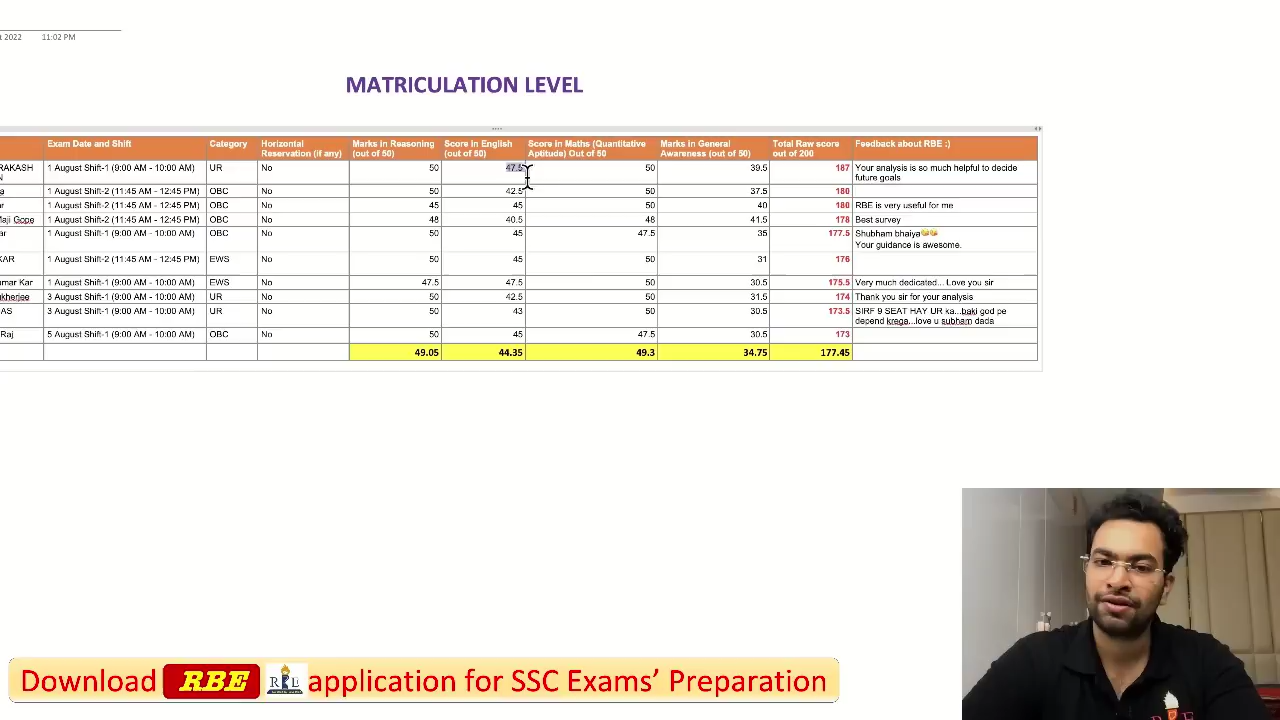 2022 11:02 PM
MATRICULATION LEVEL
Exam Date and Shift Category Horizontal Reservation (if any) Marks in Reasoning (out of 50) Score in English (out of 50) Score in Maths (Quantitative Aptitude) Out of 50 Marks in General Awareness (out of 50) Total Raw score out of 200 Feedback about RBE :)
RAKASH 1 August Shift-1 (9:00 AM - 10:00 AM) UR No 50 47.5 50 39.5 187 Your analysis is so much helpful to decide future goals
1 August Shift-2 (11:45 AM - 12:45 PM) OBC No 50 42.5 50 37.5 180
1 August Shift-2 (11:45 AM - 12:45 PM) OBC No 45 45 50 40 180 RBE is very useful for me
Maji Gope 1 August Shift-2 (11:45 AM - 12:45 PM) OBC No 48 40.5 48 41.5 178 Best survey
ar 1 August Shift-1 (9:00 AM - 10:00 AM) OBC No 50 45 47.5 35 177.5 Shubham bhaiya😘😘 Your guidance is awesome.
KAR 1 August Shift-2 (11:45 AM - 12:45 PM) EWS No 50 45 50 31 176
mar Kar 1 August Shift-1 (9:00 AM - 10:00 AM) EWS No 47.5 47.5 50 30.5 175.5 Very much dedicated... Love you sir
ukherjee 3 August Shift-1 (9:00 AM - 10:00 AM) UR No 50 42.5 50 31.5 174 Thank you sir for your analysis
AS 3 August Shift-1 (9:00 AM - 10:00 AM) UR No 50 43 50 30.5 173.5 SIRF 9 SEAT HAY UR ka...baki god pe depend krega...love u subham dada
Raj 5 August Shift-1 (9:00 AM - 10:00 AM) OBC No 50 45 47.5 30.5 173
49.05 44.35 49.3 34.75 177.45
Download RBE RBE application for SSC Exams' Preparation